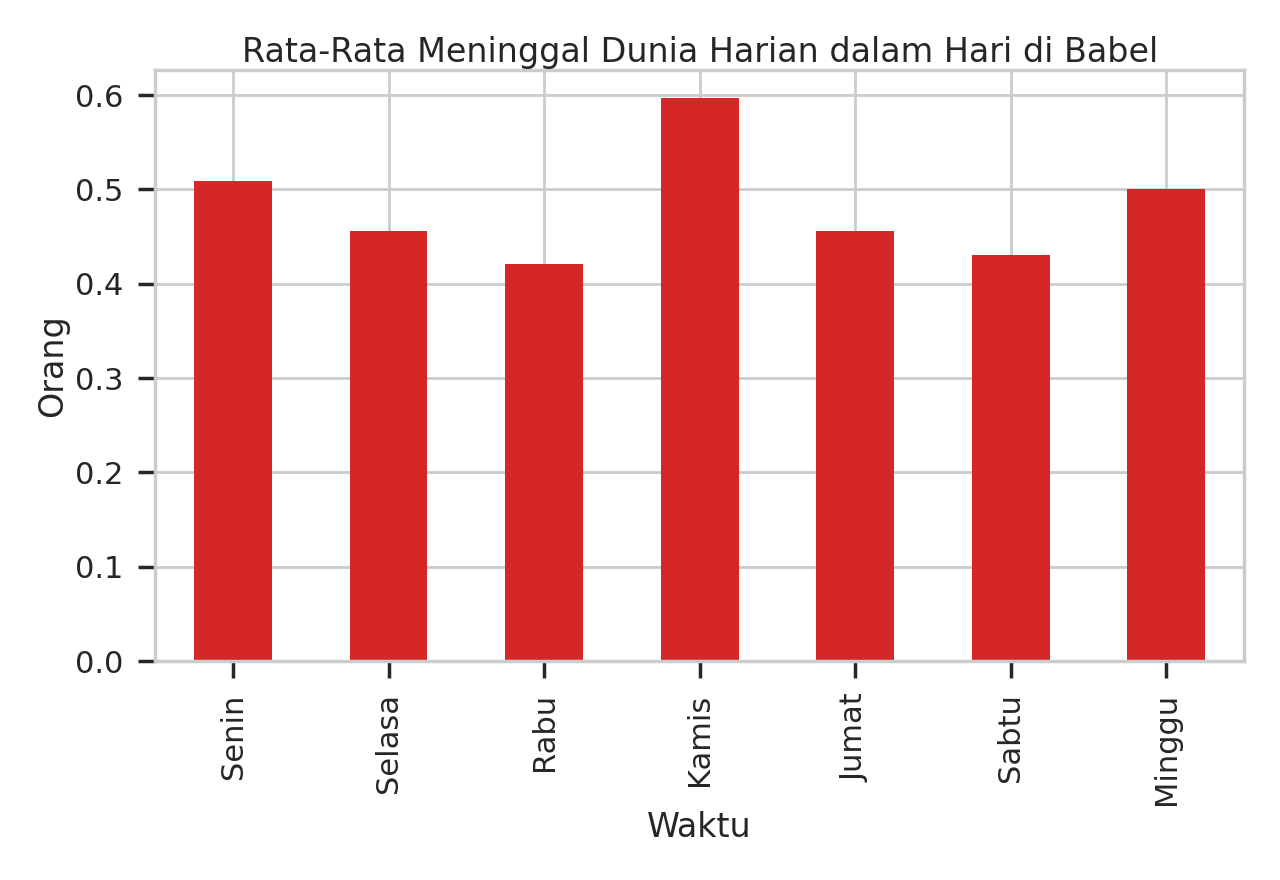 Rata-Rata Meninggal Dunia Harian dalam Hari di Babel
0.6
0.5
0.4
0.3
0.2
0.1
0.0
Orang
Senin
Selasa
Rabu
Kamis
Jumat
Sabtu
Minggu
Waktu